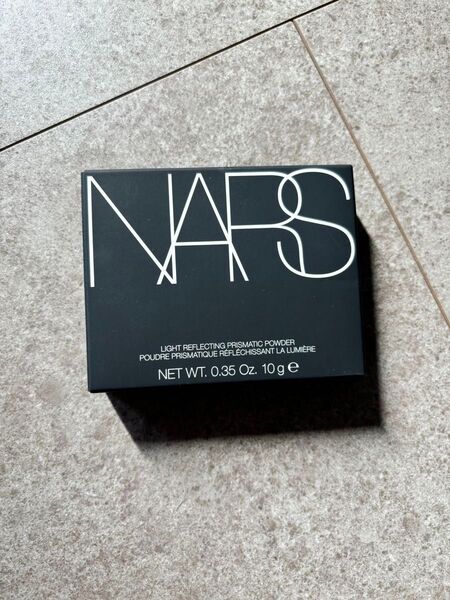 NARS
LIGHT REFLECTING PRISMATIC POWDER
POUDRE PRISMATIQUE RÉFLÉCHISSANT LA LUMIÈRE
NET WT. 0.35 Oz. 10 g ℮